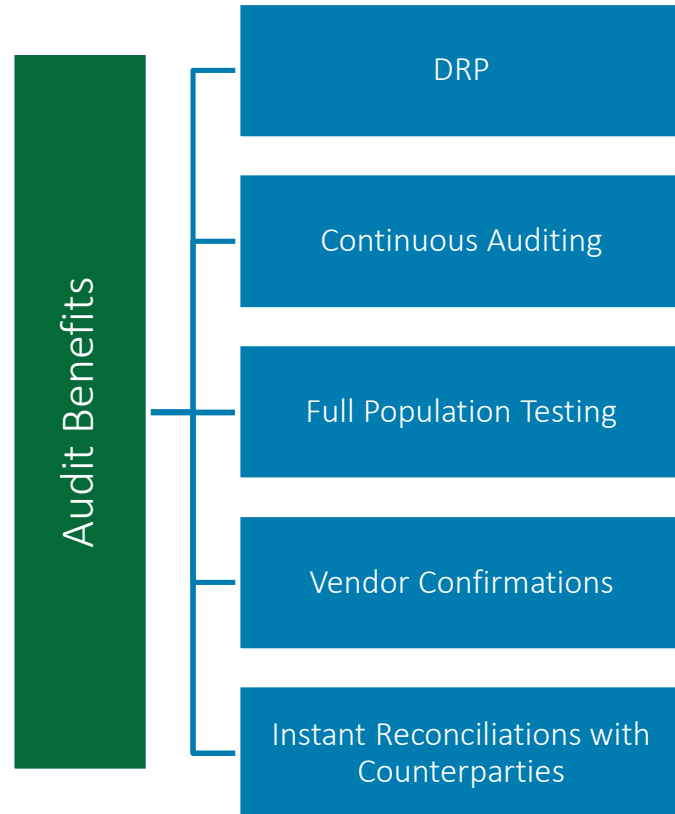 Audit Benefits
DRP
Continuous Auditing
Full Population Testing
Vendor Confirmations
Instant Reconciliations with
Counterparties